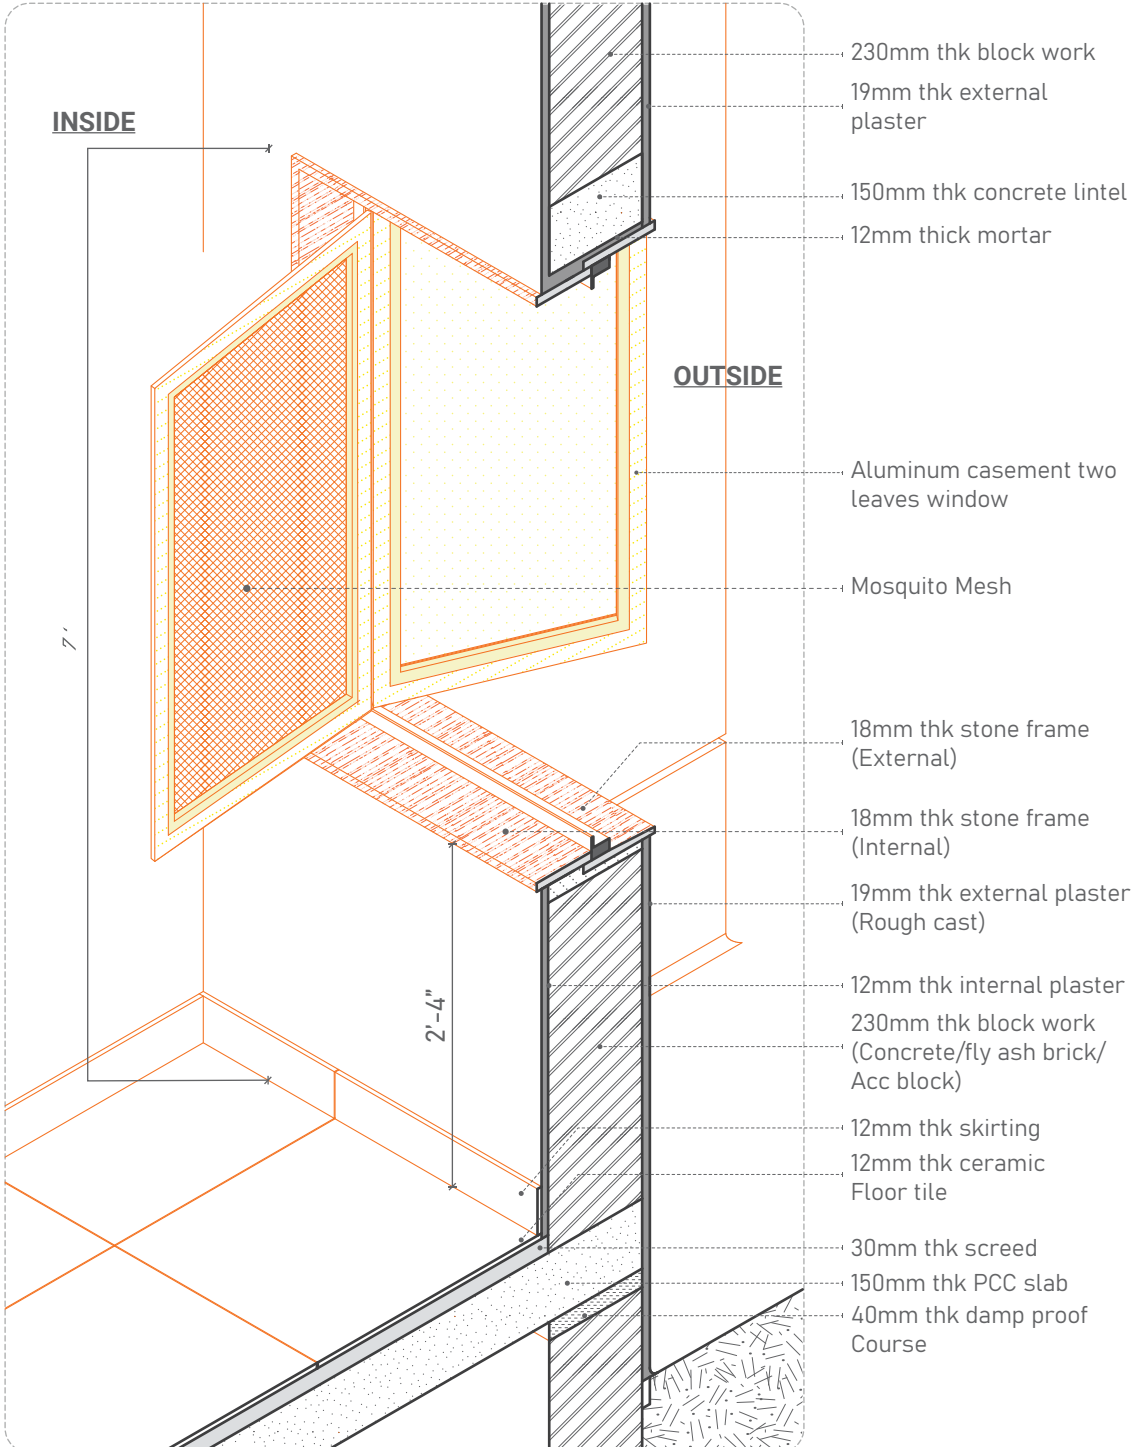 230mm thk block work
19mm thk external
plaster
INSIDE
150mm thk concrete lintel
12mm thick mortar
OUTSIDE
Aluminum casement two
leaves window
Mosquito Mesh
7'
18mm thk stone frame
(External)
18mm thk stone frame
(Internal)
19mm thk external plaster
(Rough cast)
12mm thk internal plaster
2'-4"
230mm thk block work
(Concrete/fly ash brick/
Acc block)
12mm thk skirting
12mm thk ceramic
Floor tile
30mm thk screed
150mm thk PCC slab
40mm thk damp proof
Course